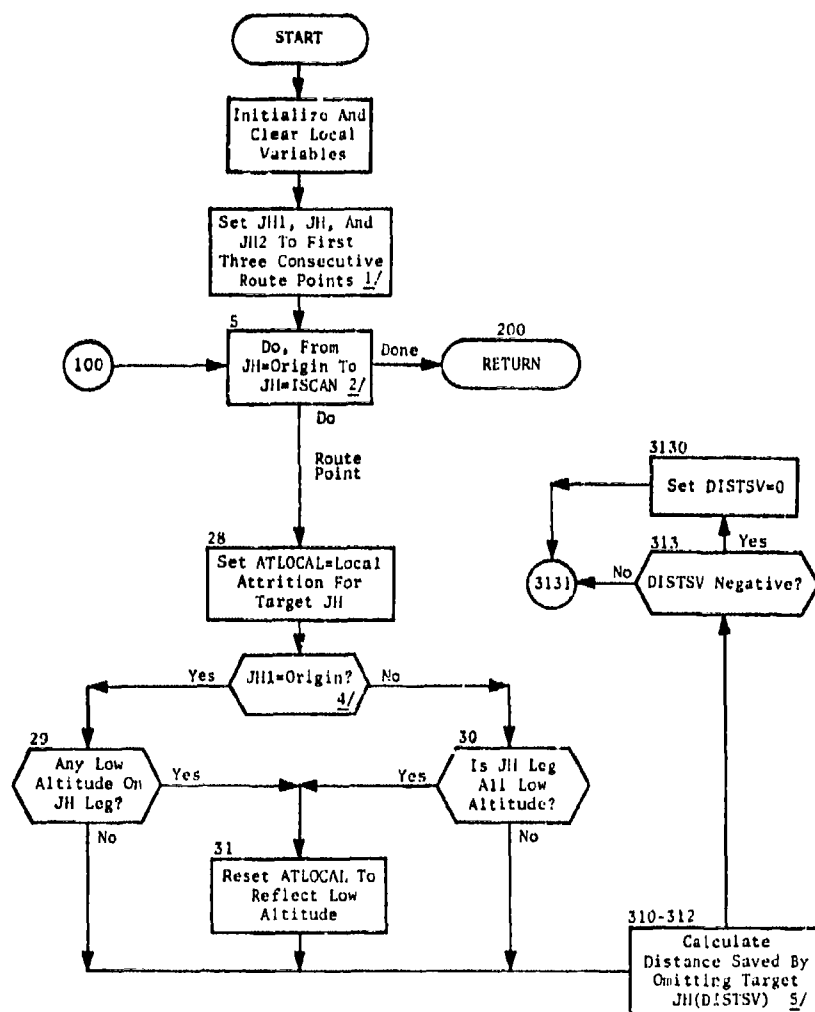 START
Initialize And
Clear Local
Variables
Set JH1, JH, And
JH2 To First
Three Consecutive
Route Points 1/
5
100
Do, From
JH=Origin To
JH=ISCAN 2/
Done
200
RETURN
Do
Route
Point
28
Set ATLOCAL=Local
Attrition For
Target JH
JH1=Origin?
4/
Yes
No
29
Any Low
Altitude On
JH Leg?
Yes
No
30
Is JH Leg
All Low
Altitude?
Yes
No
31
Reset ATLOCAL To
Reflect Low
Altitude
310-312
Calculate
Distance Saved By
Omitting Target
JH(DISTSV) 5/
313
DISTSV Negative?
Yes
No
3130
Set DISTSV=0
3131